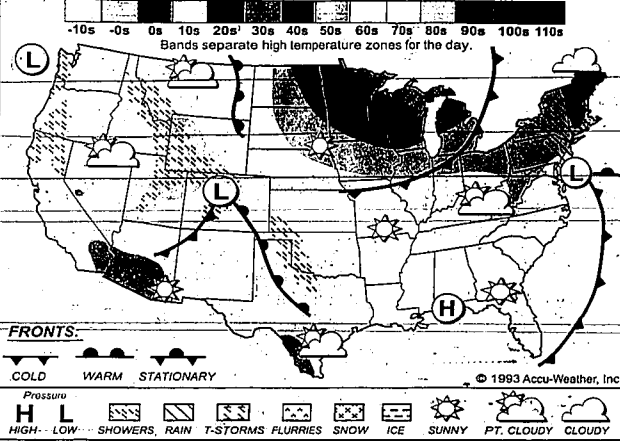 -10s -0s 0s 10s 20s 30s 40s 50s 60s 70s 80s 90s 100s 110s
Bands separate high temperature zones for the day.
L
L
L
H
FRONTS:
COLD WARM STATIONARY
© 1993 Accu-Weather, Inc
Pressure
H L
HIGH LOW SHOWERS RAIN T-STORMS FLURRIES SNOW ICE SUNNY PT. CLOUDY CLOUDY